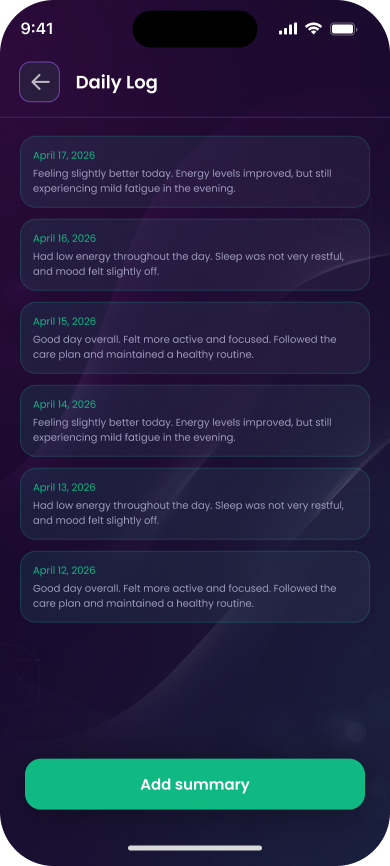 9:41
Daily Log
April 17, 2026
Feeling slightly better today. Energy levels improved, but still
experiencing mild fatigue in the evening.
April 16, 2026
Had low energy throughout the day. Sleep was not very restful,
and mood felt slightly off.
April 15, 2026
Good day overall. Felt more active and focused. Followed the
care plan and maintained a healthy routine.
April 14, 2026
Feeling slightly better today. Energy levels improved, but still
experiencing mild fatigue in the evening.
April 13, 2026
Had low energy throughout the day. Sleep was not very restful,
and mood felt slightly off.
April 12, 2026
Good day overall. Felt more active and focused. Followed the
care plan and maintained a healthy routine.
Add summary